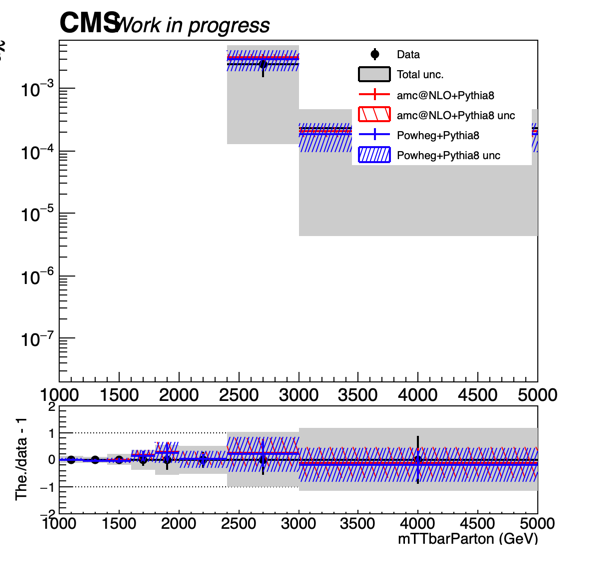 CMS Work in progress
Data
Total unc.
amc@NLO+Pythia8
amc@NLO+Pythia8 unc
Powheg+Pythia8
Powheg+Pythia8 unc
10−3
10−4
10−5
10−6
10−7
1000 1500 2000 2500 3000 3500 4000 4500 5000
The./data - 1
2
1
0
−1
−2
1000 1500 2000 2500 3000 3500 4000 4500 5000
mTTbarParton (GeV)